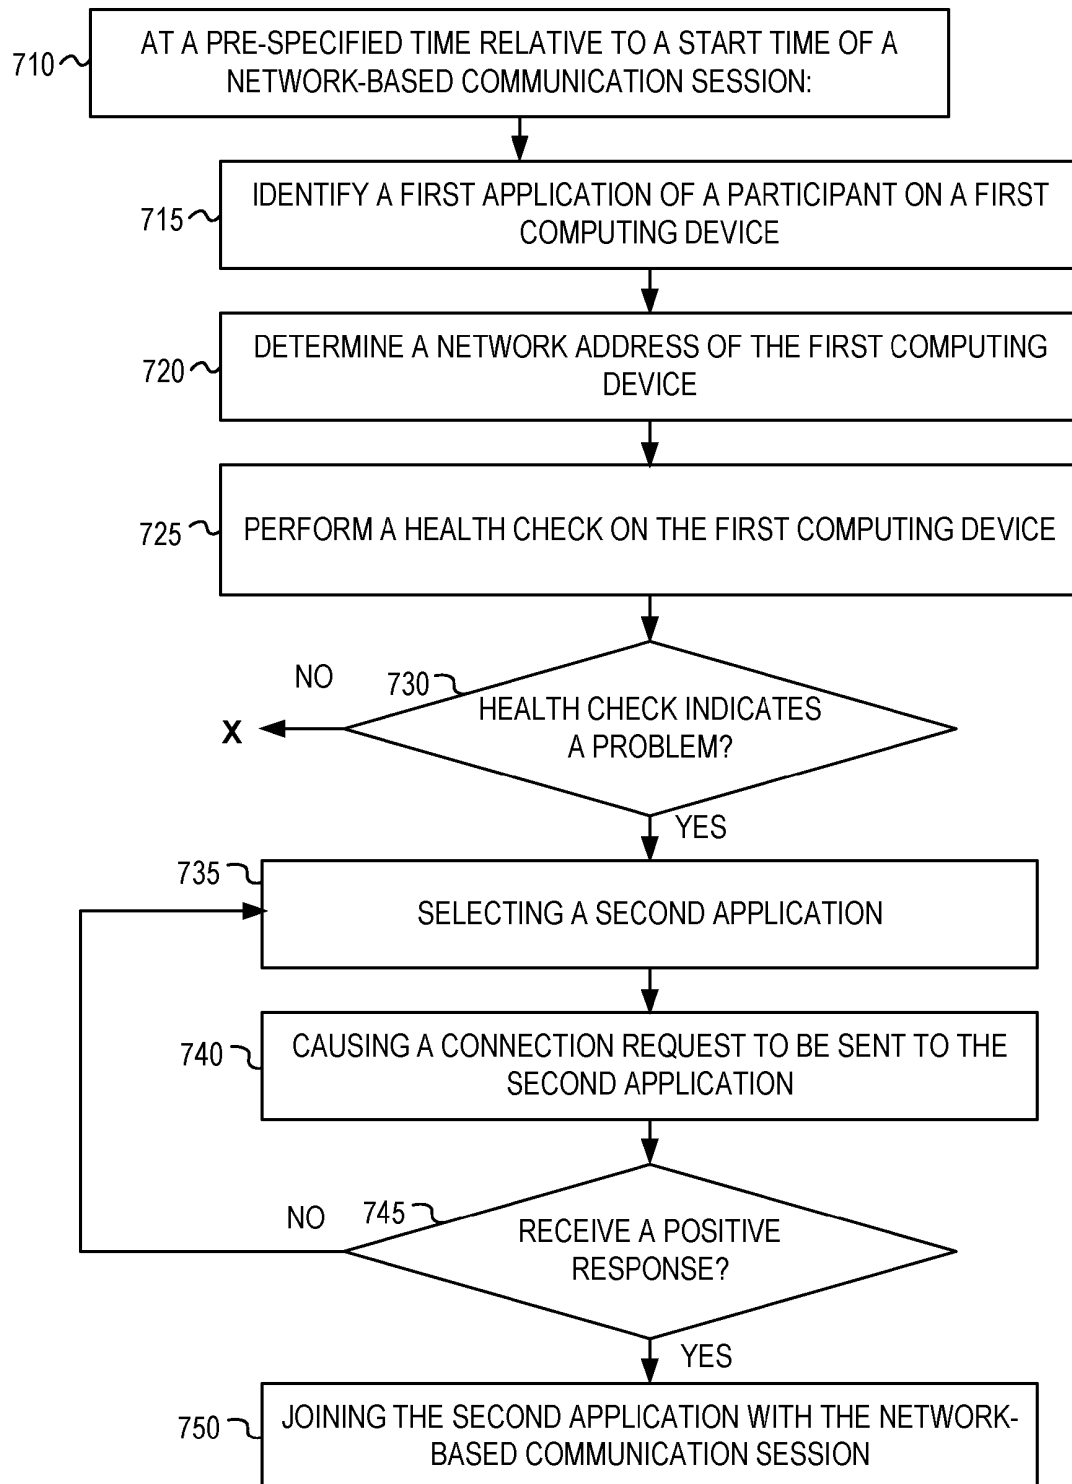 710
AT A PRE-SPECIFIED TIME RELATIVE TO A START TIME OF A
NETWORK-BASED COMMUNICATION SESSION:
715
IDENTIFY A FIRST APPLICATION OF A PARTICIPANT ON A FIRST
COMPUTING DEVICE
720
DETERMINE A NETWORK ADDRESS OF THE FIRST COMPUTING
DEVICE
725
PERFORM A HEALTH CHECK ON THE FIRST COMPUTING DEVICE
NO
730
HEALTH CHECK INDICATES
A PROBLEM?
X
YES
735
SELECTING A SECOND APPLICATION
740
CAUSING A CONNECTION REQUEST TO BE SENT TO THE
SECOND APPLICATION
NO
745
RECEIVE A POSITIVE
RESPONSE?
YES
750
JOINING THE SECOND APPLICATION WITH THE NETWORK-
BASED COMMUNICATION SESSION